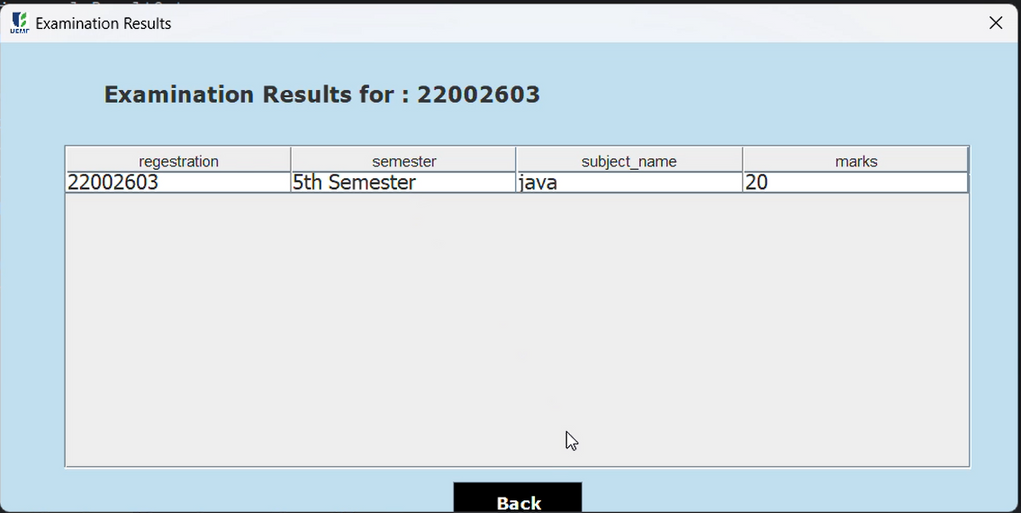 Examination Results
Examination Results for : 22002603
regestration semester subject_name marks
22002603 5th Semester java 20
Back